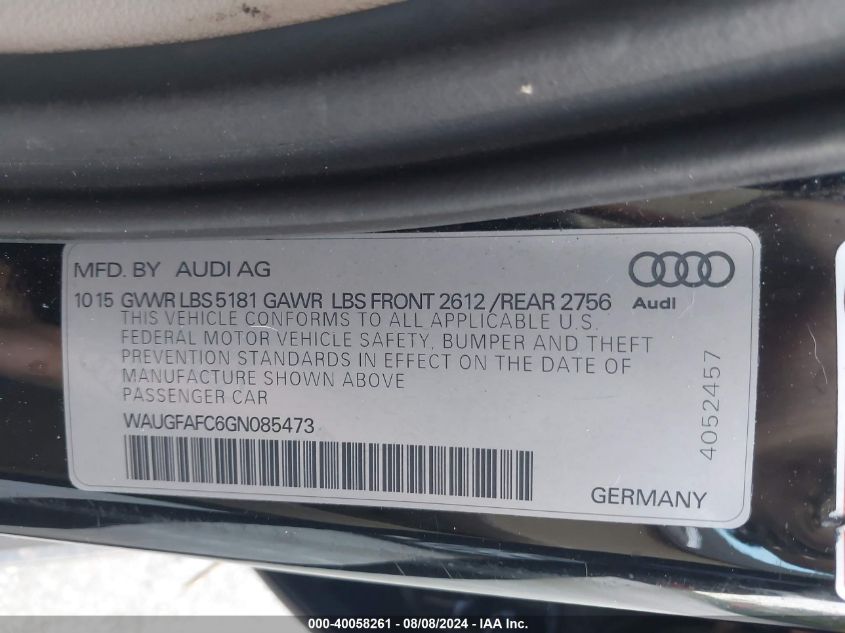 MFD. BY AUDI AG
1015 GVWR LBS 5181 GAWR LBS FRONT 2612 /REAR 2756
Audi
THIS VEHICLE CONFORMS TO ALL APPLICABLE U.S.
FEDERAL MOTOR VEHICLE SAFETY, BUMPER AND THEFT
PREVENTION STANDARDS IN EFFECT ON THE DATE OF
MANUFACTURE SHOWN ABOVE
PASSENGER CAR
WAUGFAFC6GN085473
4052457
GERMANY
000-40058261 - 08/08/2024 - IAA Inc.